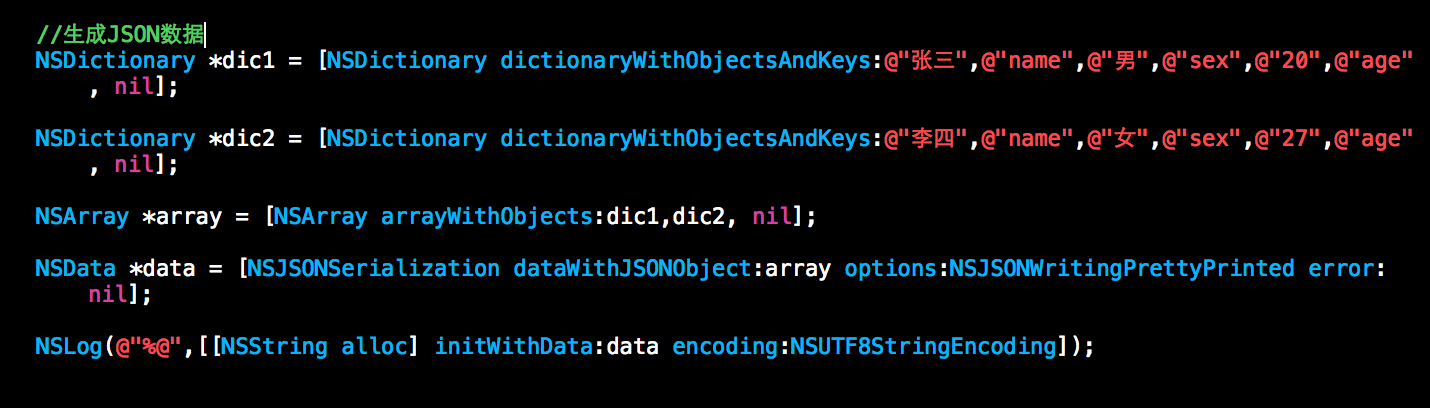 //生成JSON数据
NSDictionary *dic1 = [NSDictionary dictionaryWithObjectsAndKeys:@"张三",@"name",@"男",@"sex",@"20",@"age"
, nil];
NSDictionary *dic2 = [NSDictionary dictionaryWithObjectsAndKeys:@"李四",@"name",@"女",@"sex",@"27",@"age"
, nil];
NSArray *array = [NSArray arrayWithObjects:dic1,dic2, nil];
NSData *data = [NSJSONSerialization dataWithJSONObject:array options:NSJSONWritingPrettyPrinted error:
nil];
NSLog(@"%@",[[NSString alloc] initWithData:data encoding:NSUTF8StringEncoding]);